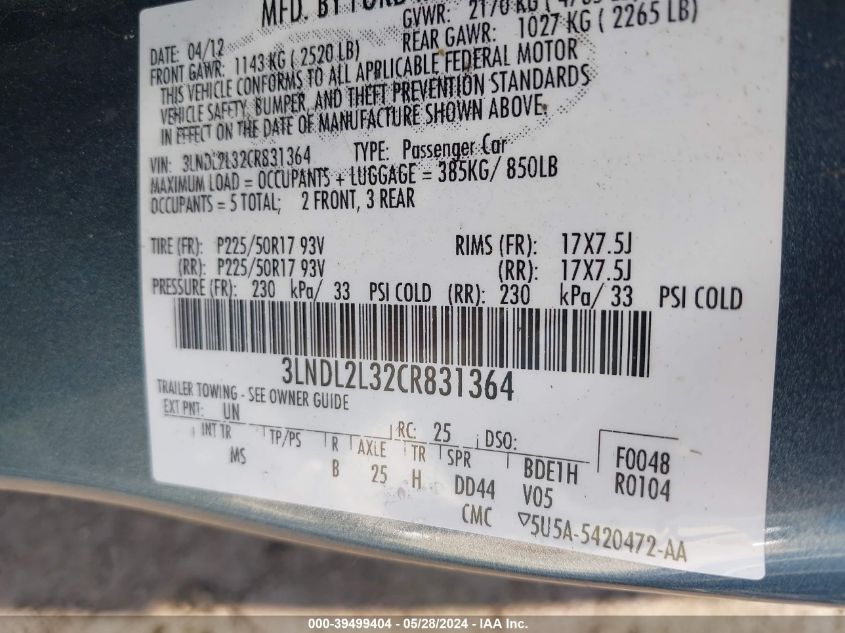 MFD. BY FORD
GVWR: 2170 KG
DATE: 04/12
FRONT GAWR: 1143 KG ( 2520 LB)
REAR GAWR: 1027 KG ( 2265 LB)
THIS VEHICLE CONFORMS TO ALL APPLICABLE FEDERAL MOTOR
VEHICLE SAFETY, BUMPER, AND THEFT PREVENTION STANDARDS
IN EFFECT ON THE DATE OF MANUFACTURE SHOWN ABOVE.
VIN: 3LNDL2L32CR831364 TYPE: Passenger Car
MAXIMUM LOAD = OCCUPANTS + LUGGAGE = 385KG/ 850LB
OCCUPANTS = 5 TOTAL; 2 FRONT, 3 REAR
TIRE (FR): P225/50R17 93V RIMS (FR): 17X7.5J
(RR): P225/50R17 93V (RR): 17X7.5J
PRESSURE (FR): 230 kPa/ 33 PSI COLD (RR): 230 kPa/ 33 PSI COLD
3LNDL2L32CR831364
TRAILER TOWING - SEE OWNER GUIDE
EXT PNT: UN RC: 25 DSO:
INT TR TP/PS R AXLE TR SPR BDE1H F0048
MS B 25 H DD44 V05 R0104
CMC ▽5U5A-5420472-AA
000-39499404 - 05/28/2024 - IAA Inc.